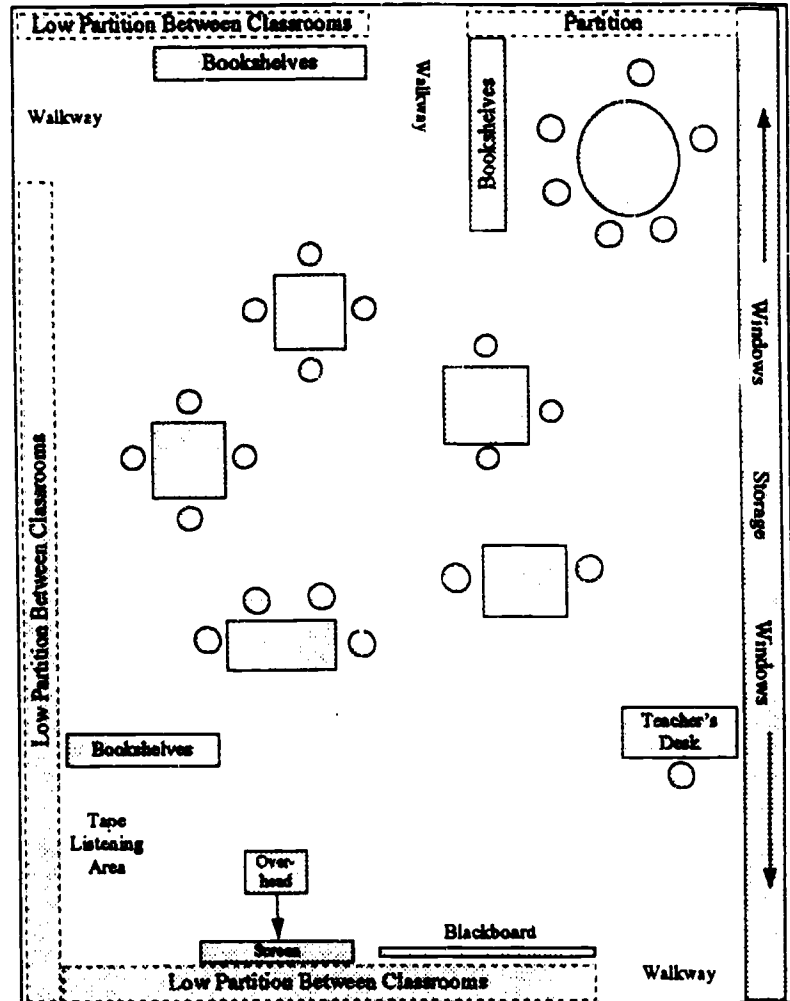 Low Partition Between Classrooms
Partition
Bookshelves
Walkway
Bookshelves
Walkway
Windows
Storage
Windows
Low Partition Between Classrooms
Teacher's
Desk
Bookshelves
Tape
Listening
Area
Over-
head
Blackboard
Screen
Low Partition Between Classrooms
Walkway